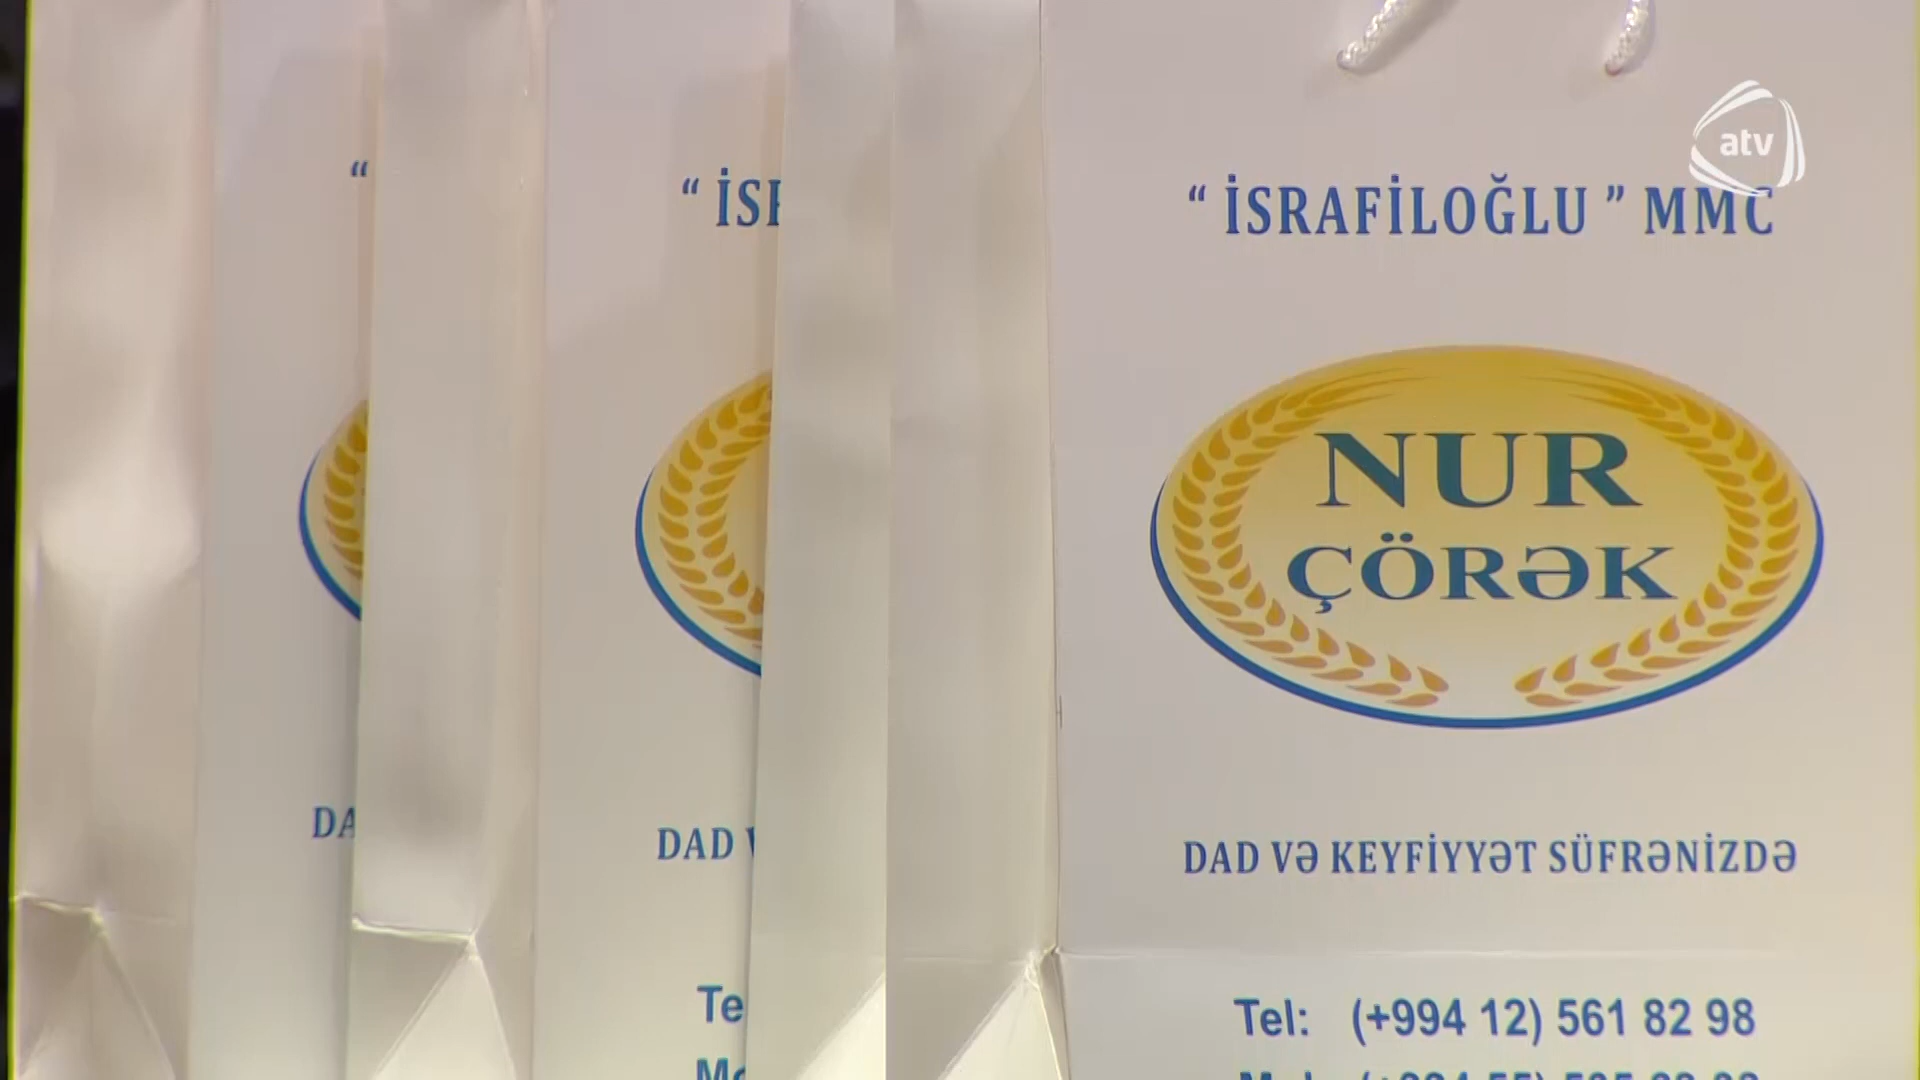 atv
“ İSRAFİLOĞLU ” MMC
NUR
ÇÖRƏK
DAD VƏ KEYFİYYƏT SÜFRƏNİZDƏ
Tel: (+994 12) 561 82 98
“ İS
DAD
Te
“
DA